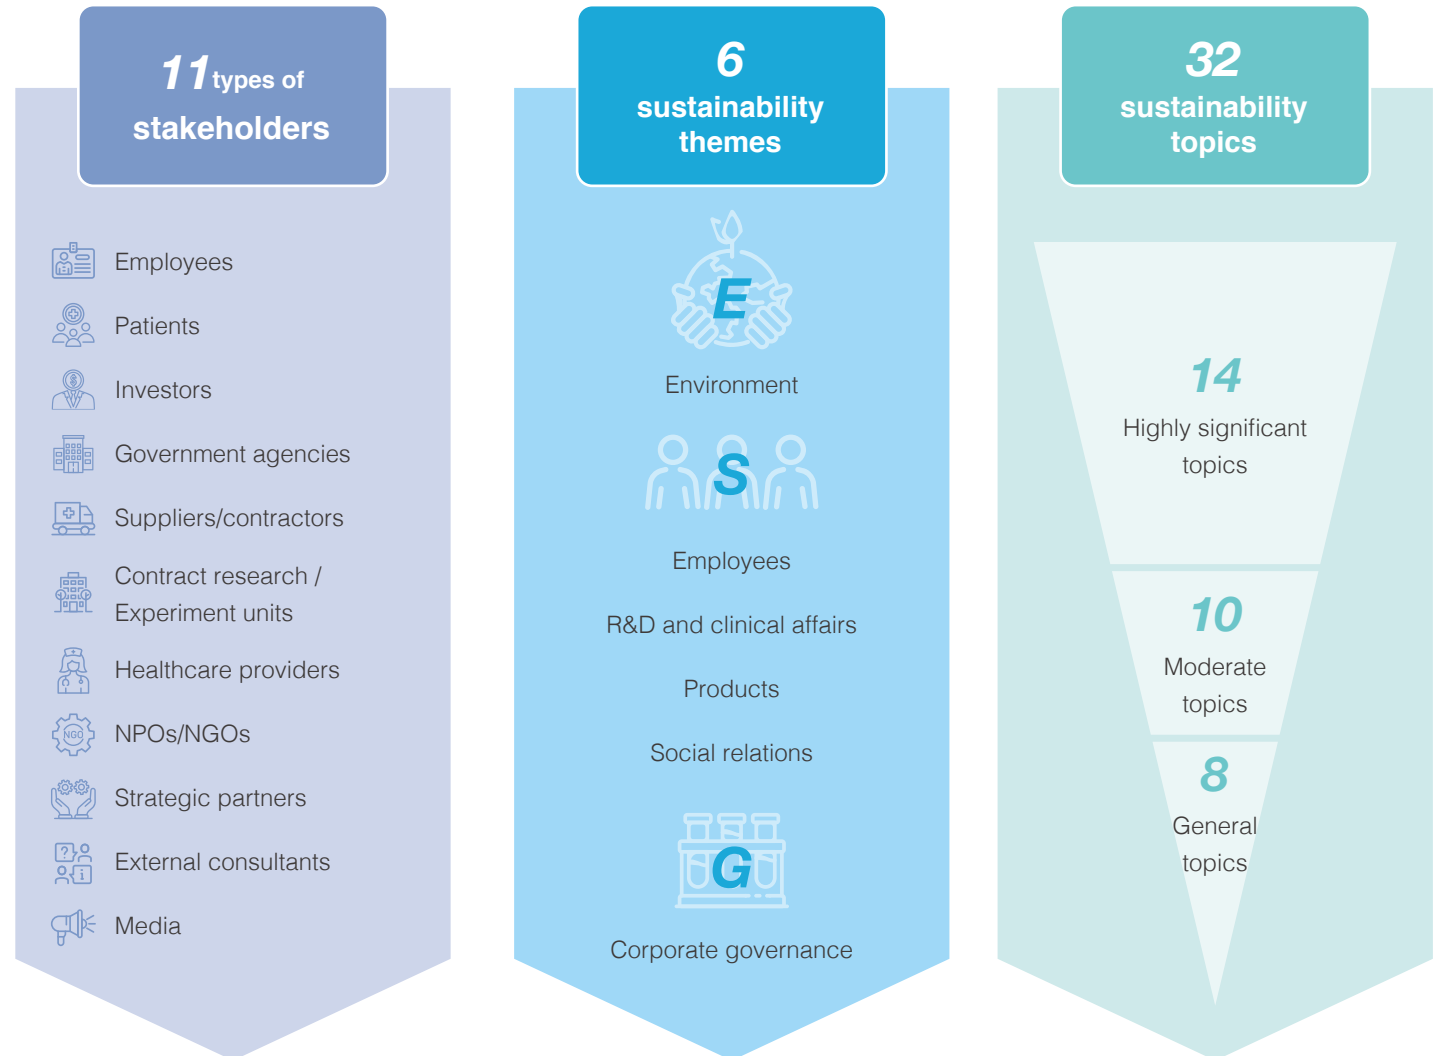 11 types of
stakeholders
Employees
Patients
Investors
Government agencies
Suppliers/contractors
Contract research /
Experiment units
Healthcare providers
NGO
NPOs/NGOs
Strategic partners
External consultants
Media
6
sustainability
themes
E
Environment
S
Employees
R&D and clinical affairs
Products
Social relations
G
Corporate governance
32
sustainability
topics
14
Highly significant
topics
10
Moderate
topics
8
General
topics